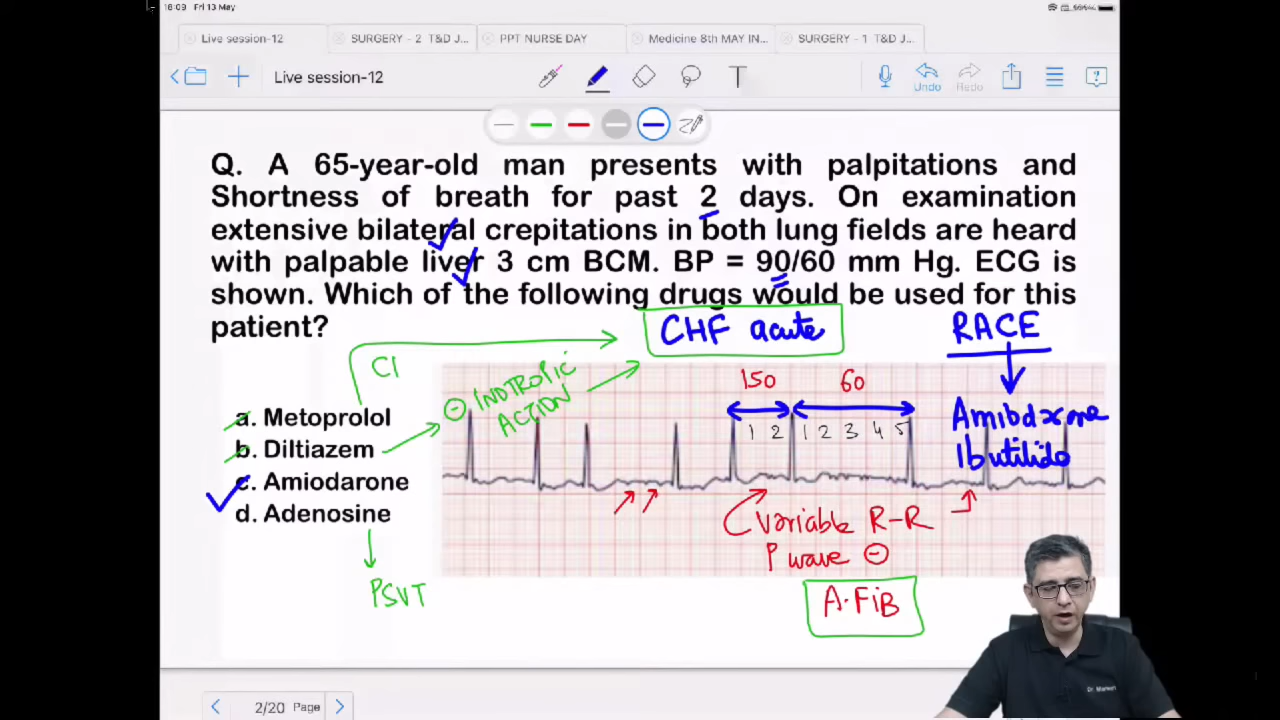 18:09 Fri 13 May
Live session-12
SURGERY - 2 T&D J...
PPT NURSE DAY
Medicine 8th MAY IN...
SURGERY - 1 T&D J...
Live session-12
T
Undo
Redo
Q. A 65-year-old man presents with palpitations and
Shortness of breath for past 2 days. On examination
extensive bilateral crepitations in both lung fields are heard
with palpable liver 3 cm BCM. BP = 90/60 mm Hg. ECG is
shown. Which of the following drugs would be used for this
patient?
CHF acute
RACE
CI
⊖ INOTROPIC
ACTION
150
60
1 2 1 2 3 4 5
Amiodarone
Ibutilide
a. Metoprolol
b. Diltiazem
c. Amiodarone
d. Adenosine
PSVT
Variable R-R
P wave ⊖
A·FiB
2/20 Page